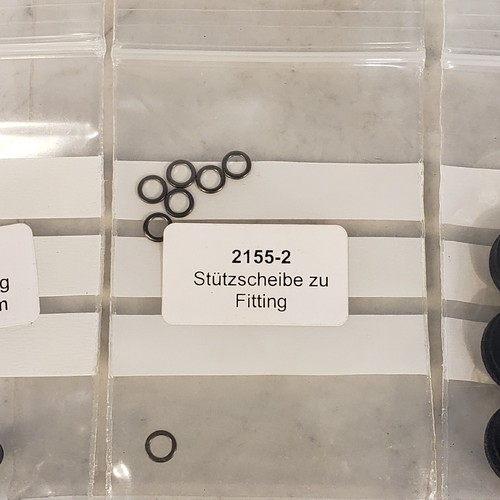 2155-2
Stützscheibe zu
Fitting
g
m